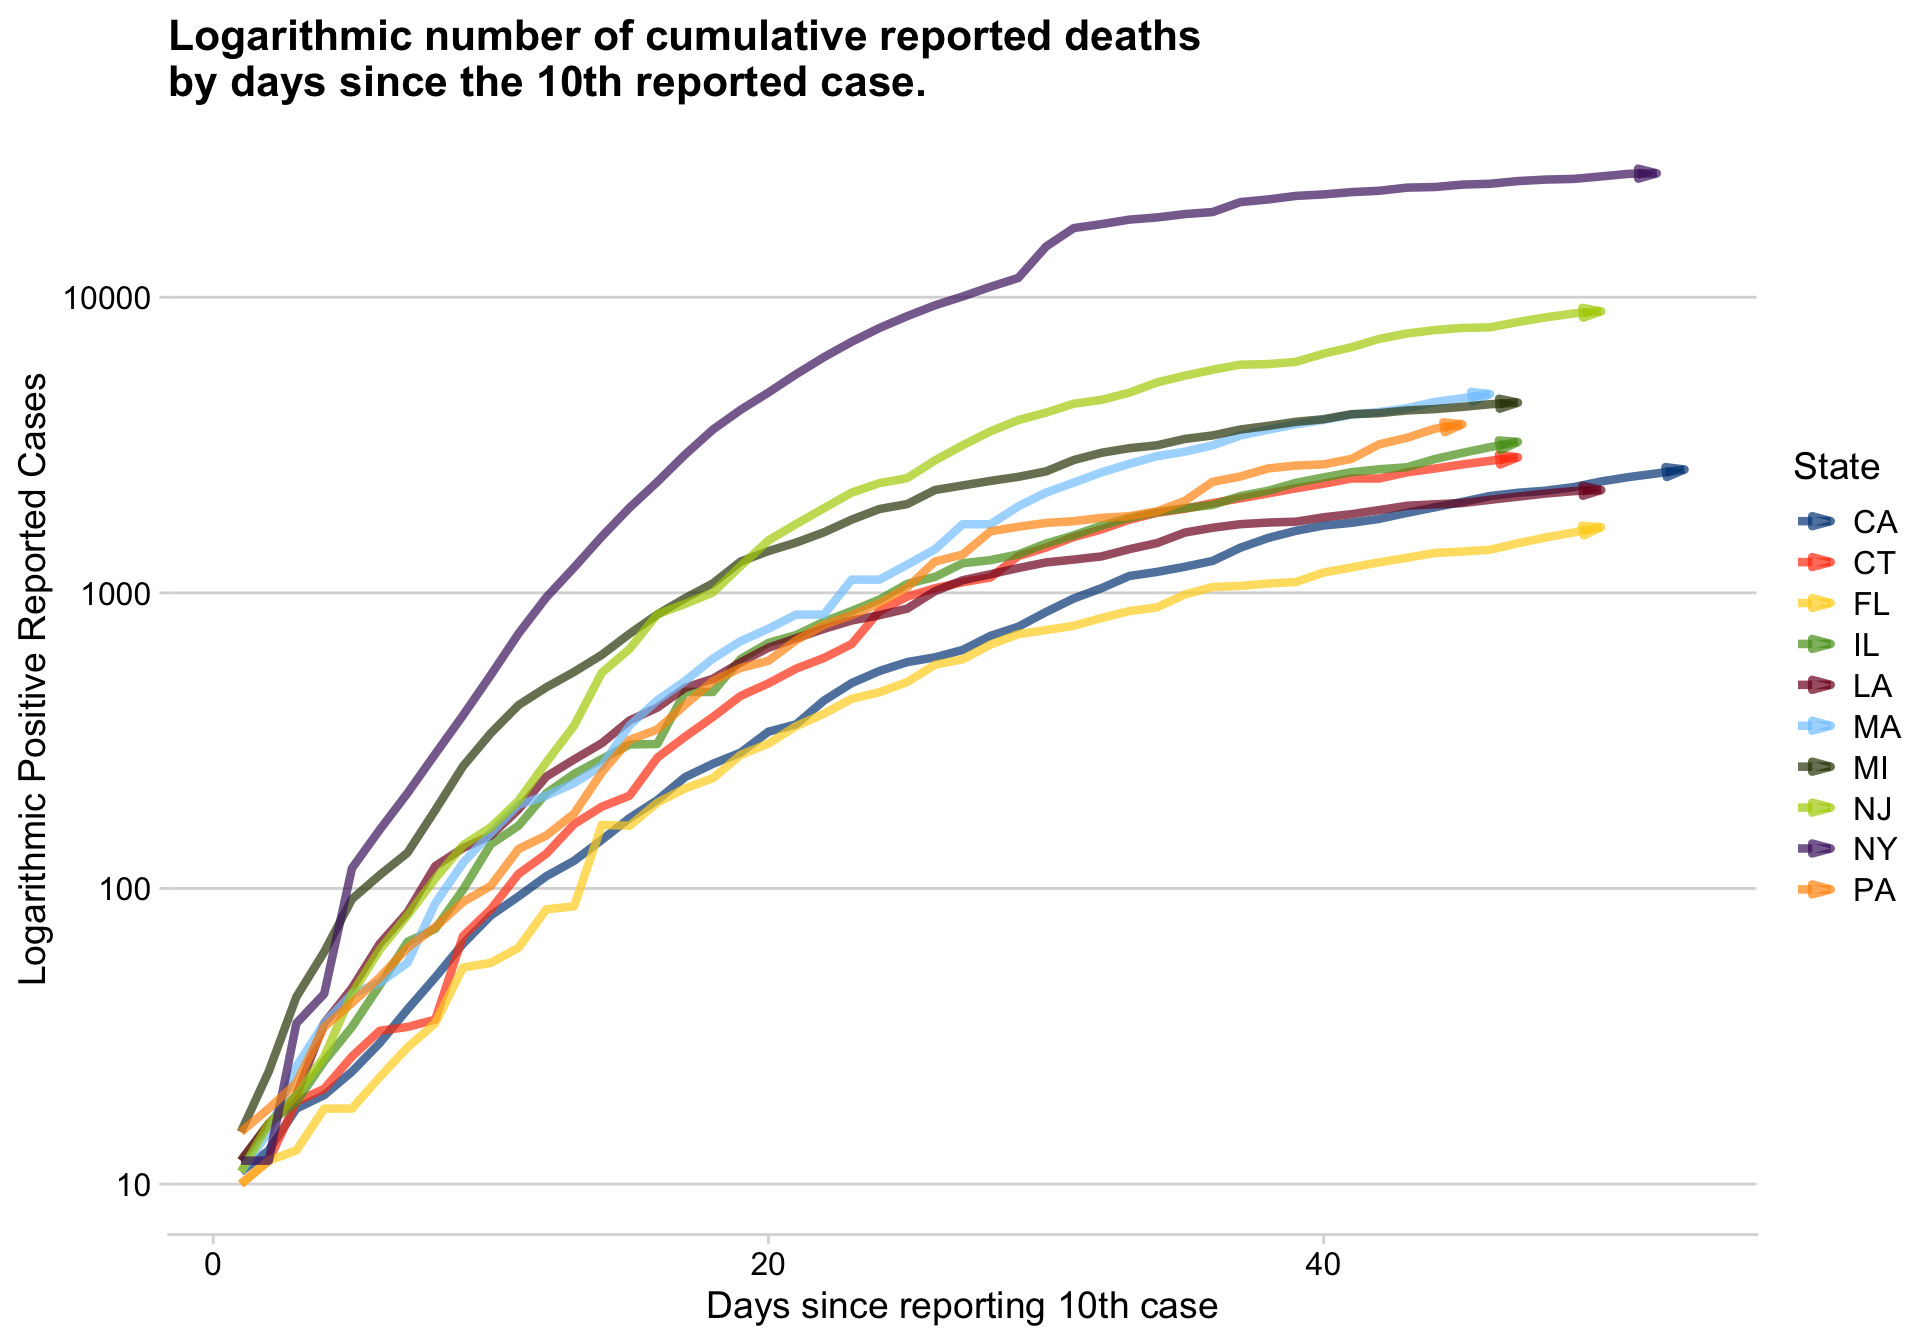 Logarithmic number of cumulative reported deaths
by days since the 10th reported case.
Logarithmic Positive Reported Cases
10000
1000
100
10
0
20
40
Days since reporting 10th case
State
CA
CT
FL
IL
LA
MA
MI
NJ
NY
PA